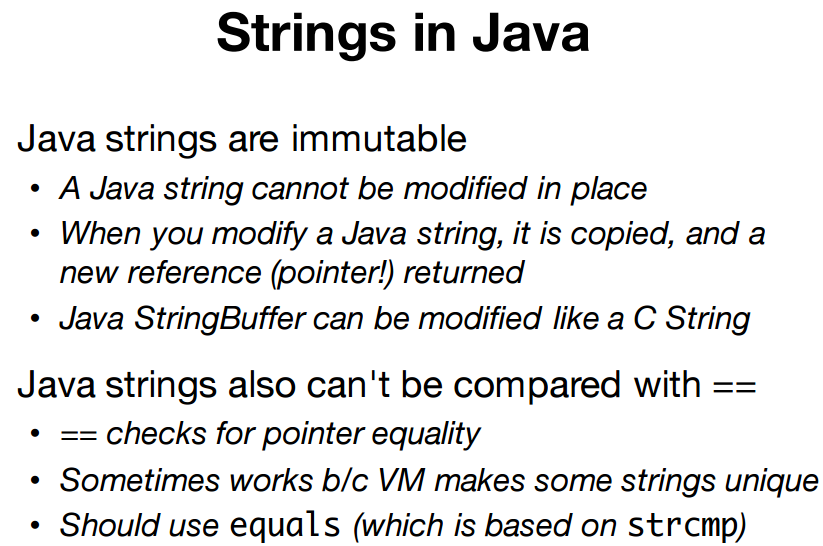 Strings in Java
Java strings are immutable
• A Java string cannot be modified in place
• When you modify a Java string, it is copied, and a
new reference (pointer!) returned
• Java StringBuffer can be modified like a C String
Java strings also can't be compared with ==
• == checks for pointer equality
• Sometimes works b/c VM makes some strings unique
• Should use equals (which is based on strcmp)